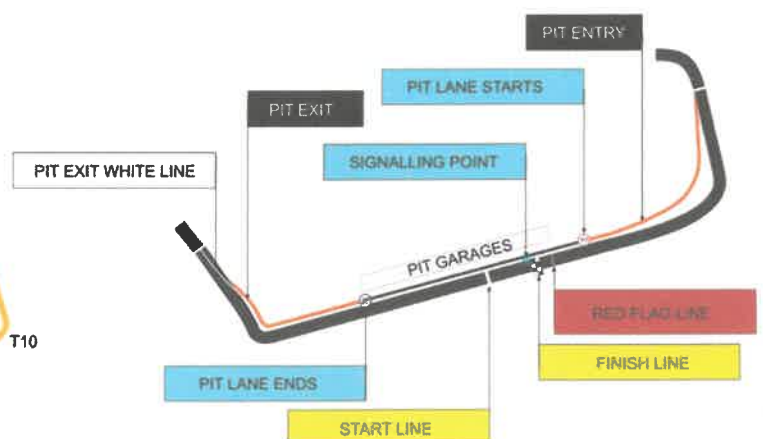 PIT ENTRY
PIT LANE STARTS
PIT EXIT
SIGNALLING POINT
PIT EXIT WHITE LINE
PIT GARAGES
RED FLAG LINE
T10
FINISH LINE
PIT LANE ENDS
START LINE